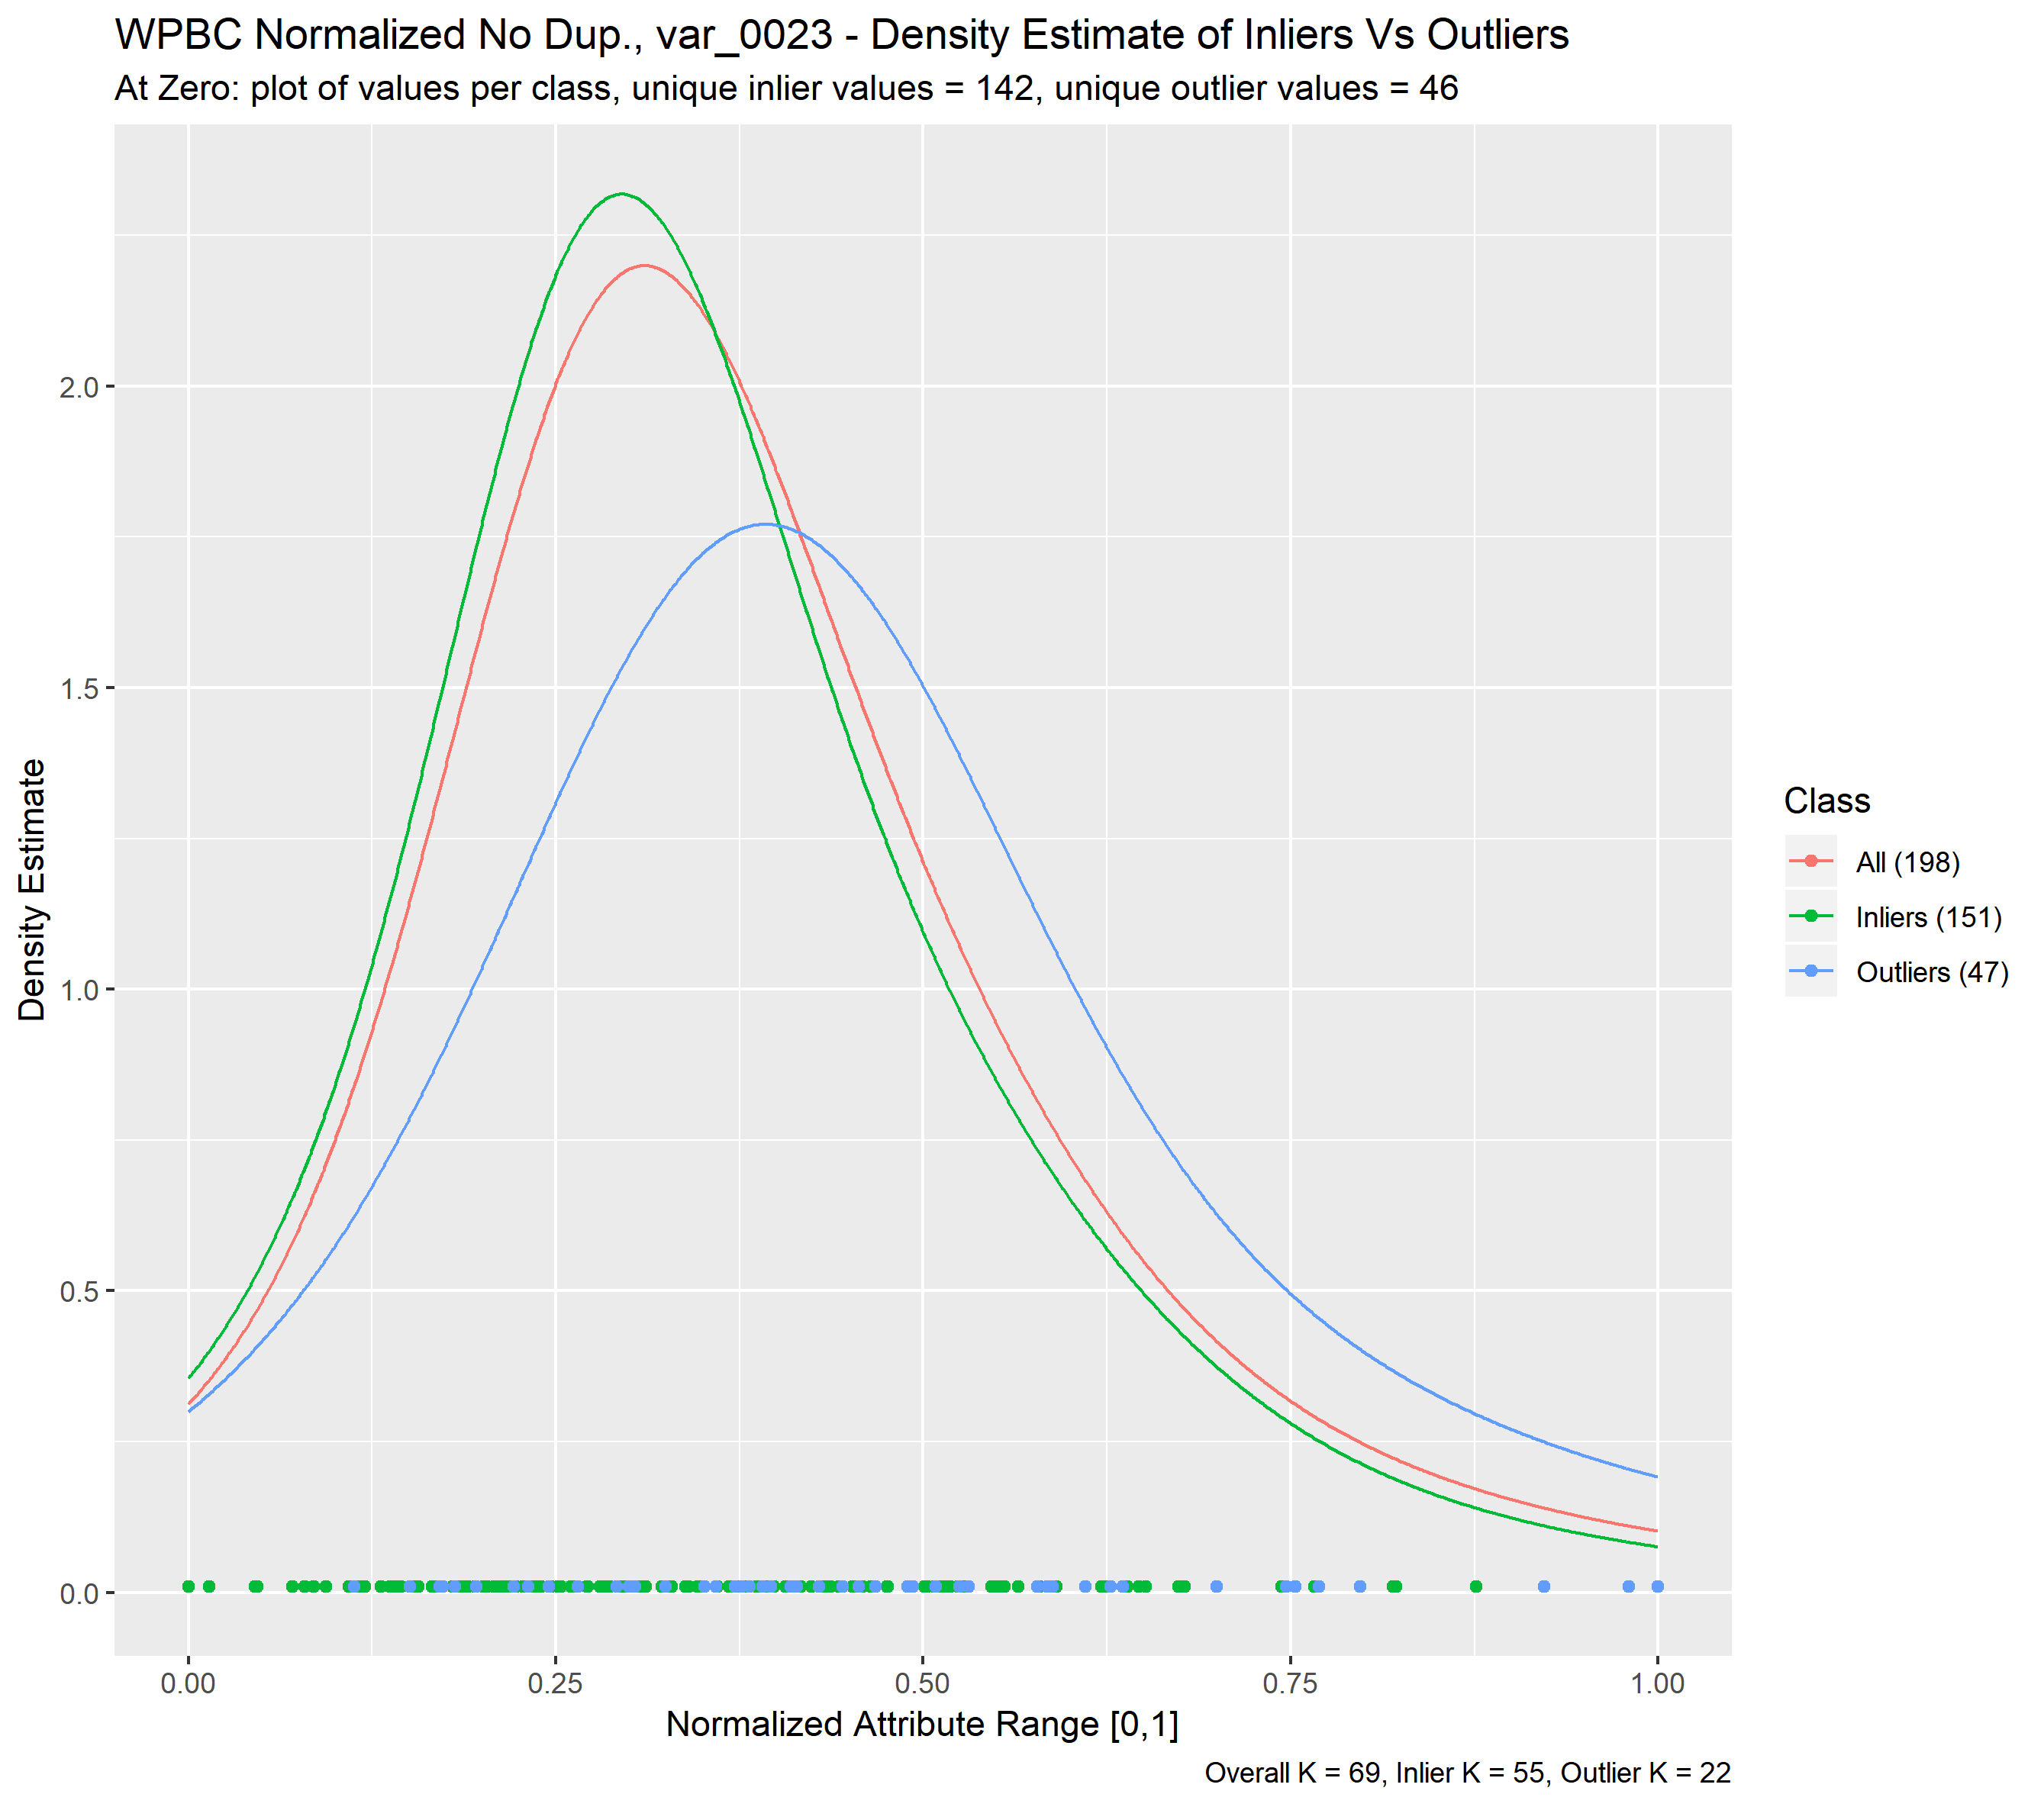 WPBC Normalized No Dup., var_0023 - Density Estimate of Inliers Vs Outliers
At Zero: plot of values per class, unique inlier values = 142, unique outlier values = 46
Density Estimate
2.0
1.5
1.0
0.5
0.0
0.00
0.25
0.50
0.75
1.00
Normalized Attribute Range [0,1]
Class
All (198)
Inliers (151)
Outliers (47)
Overall K = 69, Inlier K = 55, Outlier K = 22